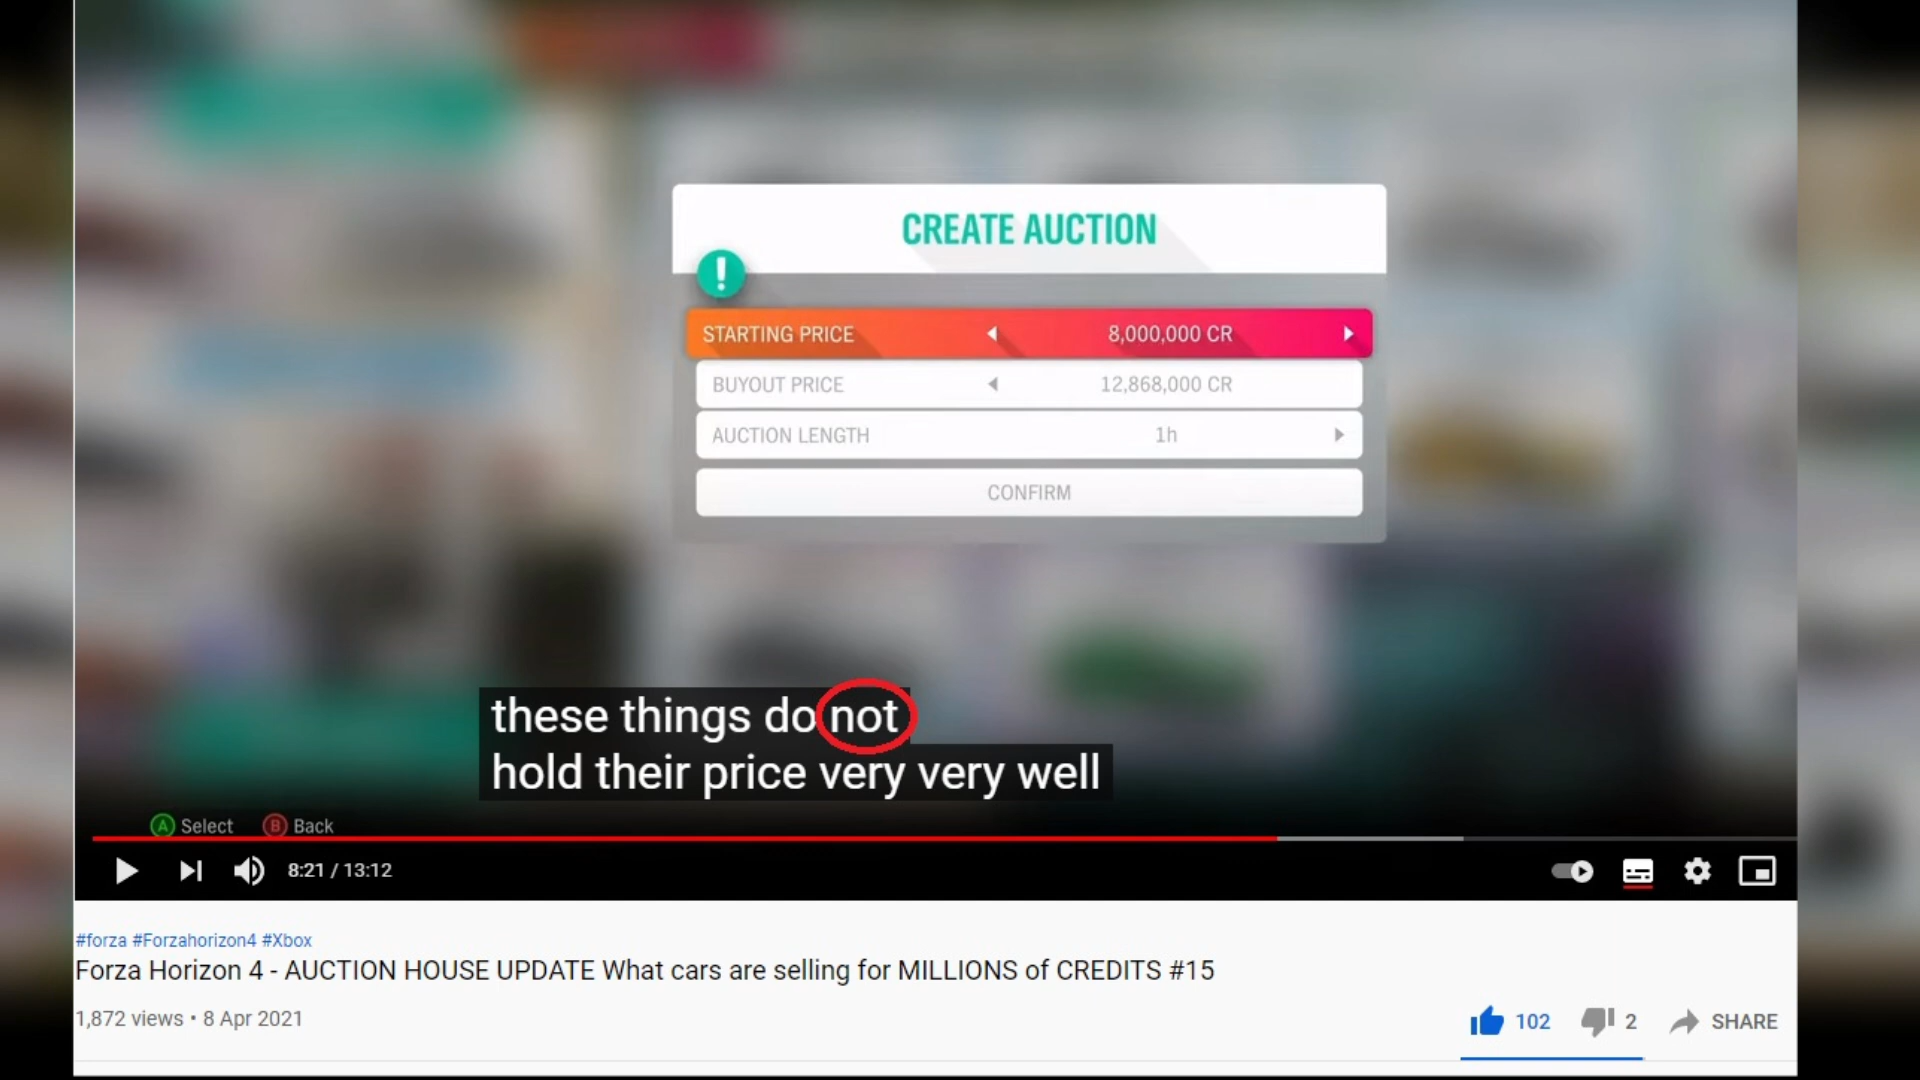 CREATE AUCTION
!
STARTING PRICE 8,000,000 CR
BUYOUT PRICE 12,868,000 CR
AUCTION LENGTH 1h
CONFIRM
these things do not
hold their price very very well
A Select B Back
8:21 / 13:12
#forza #Forzahorizon4 #Xbox
Forza Horizon 4 - AUCTION HOUSE UPDATE What cars are selling for MILLIONS of CREDITS #15
1,872 views • 8 Apr 2021
102 2 SHARE